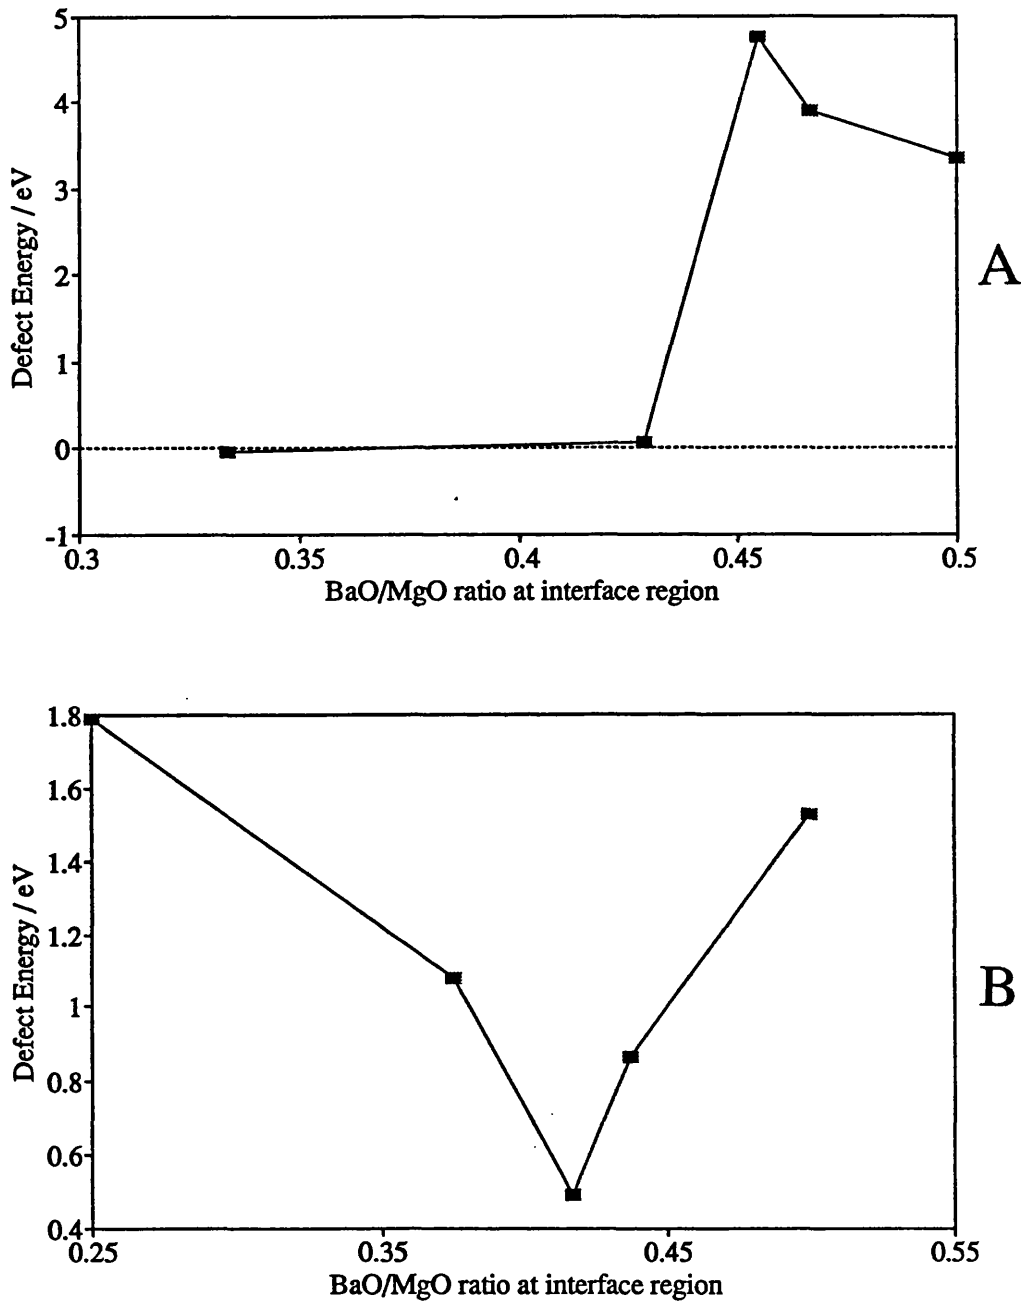 5
4
3
2
1
0
-1
Defect Energy / eV
0.3 0.35 0.4 0.45 0.5
BaO/MgO ratio at interface region
A
1.8
1.6
1.4
1.2
1
0.8
0.6
0.4
Defect Energy / eV
0.25 0.35 0.45 0.55
BaO/MgO ratio at interface region
B